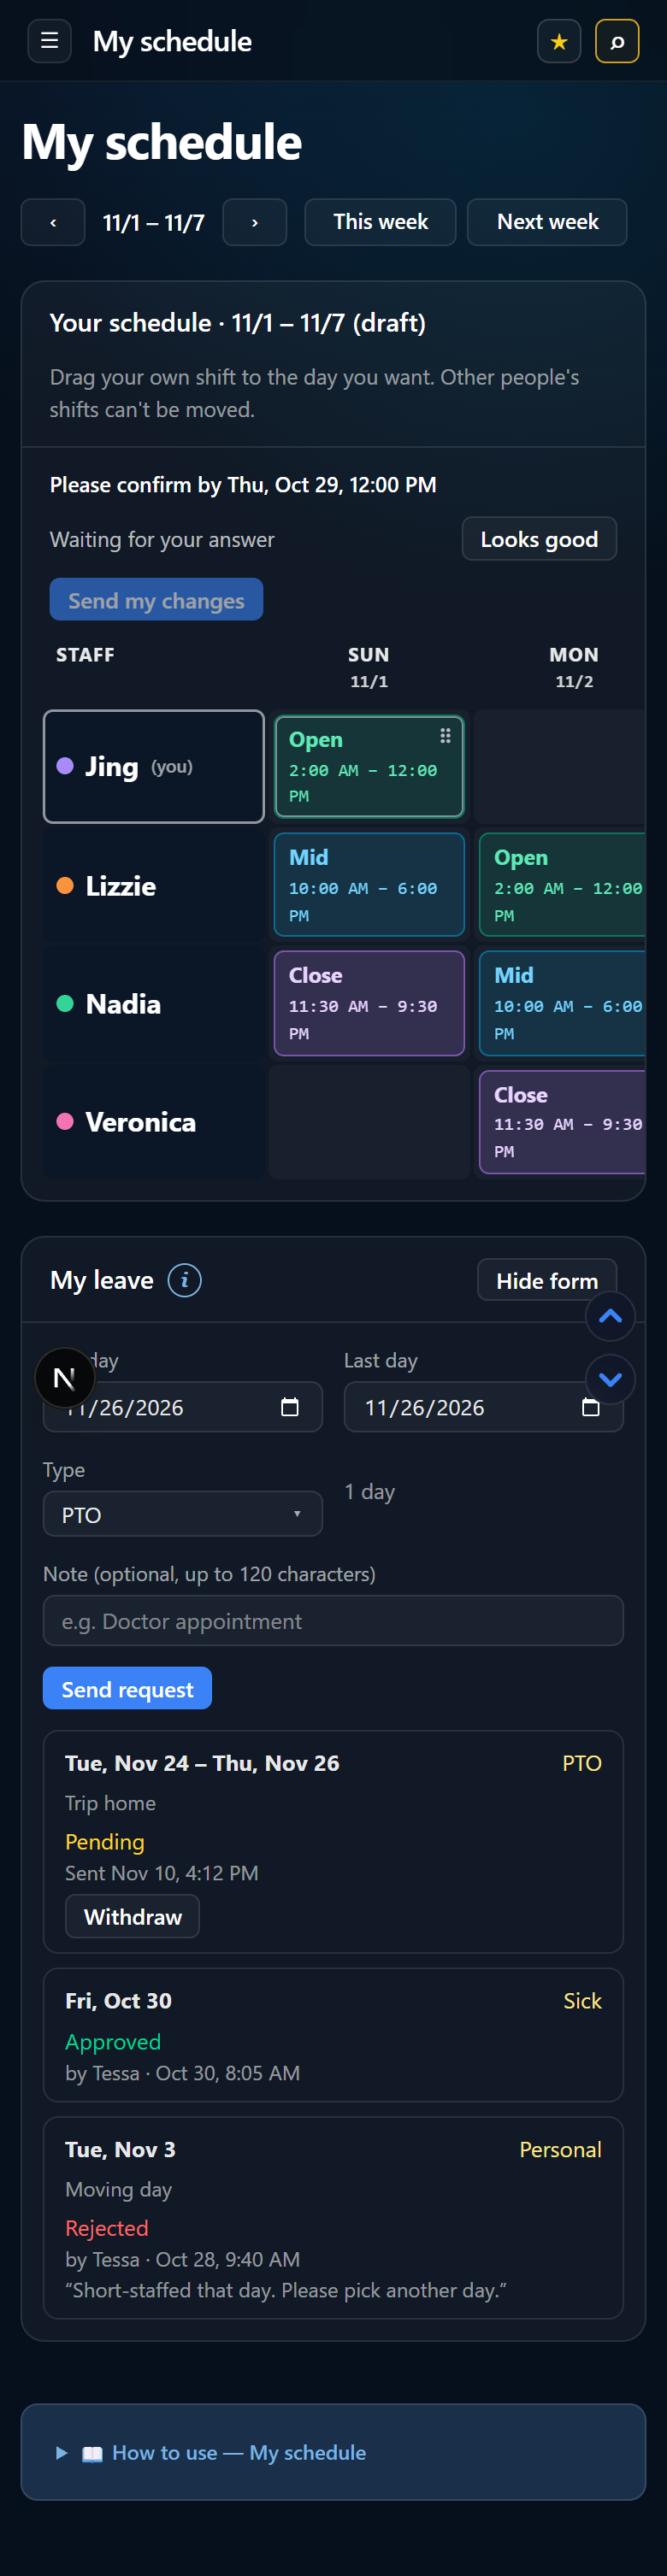 My schedule
My schedule
11/1 – 11/7
This week
Next week
Your schedule · 11/1 – 11/7 (draft)
Drag your own shift to the day you want. Other people's
shifts can't be moved.
Please confirm by Thu, Oct 29, 12:00 PM
Waiting for your answer
Looks good
Send my changes
STAFF
SUN
MON
11/1
11/2
Jing (you)
Open
2:00 AM – 12:00
PM
Lizzie
Mid
10:00 AM – 6:00
PM
Open
2:00 AM – 12:00
PM
Nadia
Close
11:30 AM – 9:30
PM
Mid
10:00 AM – 6:00
PM
Veronica
Close
11:30 AM – 9:30
PM
My leave i
Hide form
day
Last day
N
11/26/2026
11/26/2026
Type
PTO
1 day
Note (optional, up to 120 characters)
e.g. Doctor appointment
Send request
Tue, Nov 24 – Thu, Nov 26
PTO
Trip home
Pending
Sent Nov 10, 4:12 PM
Withdraw
Fri, Oct 30
Sick
Approved
by Tessa · Oct 30, 8:05 AM
Tue, Nov 3
Personal
Moving day
Rejected
by Tessa · Oct 28, 9:40 AM
“Short-staffed that day. Please pick another day.”
How to use — My schedule